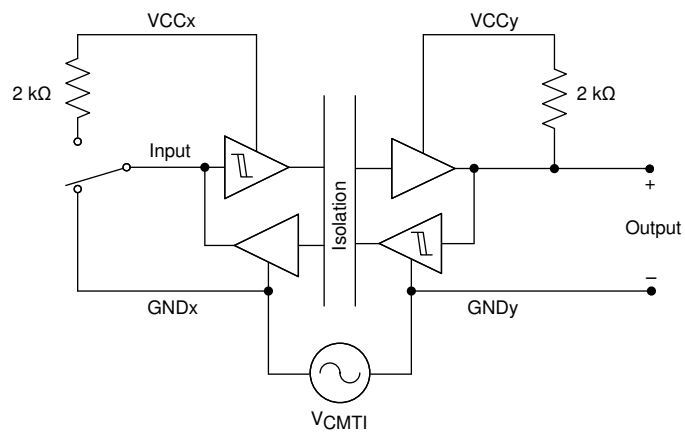 VCCx
VCCy
2 kΩ
2 kΩ
Input
Isolation
+
Output
−
GNDx
GNDy
VCMTI